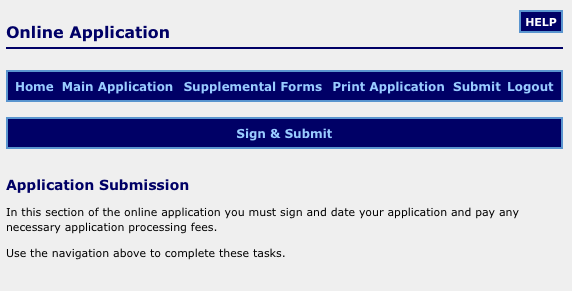 HELP
Online Application
Home Main Application Supplemental Forms Print Application Submit Logout
Sign & Submit
Application Submission
In this section of the online application you must sign and date your application and pay any
necessary application processing fees.
Use the navigation above to complete these tasks.